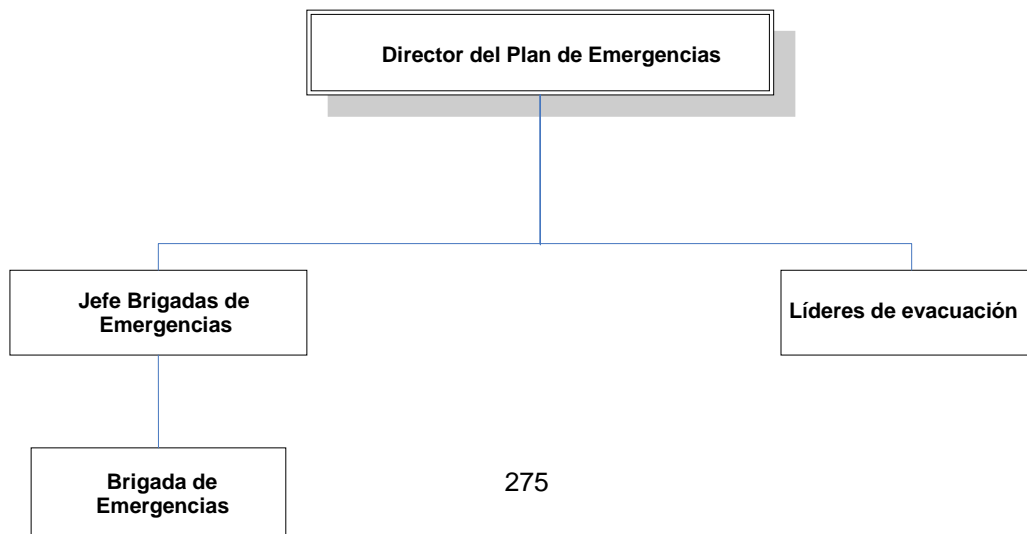 Director del Plan de Emergencias
Jefe Brigadas de
Emergencias
Líderes de evacuación
Brigada de
Emergencias
275